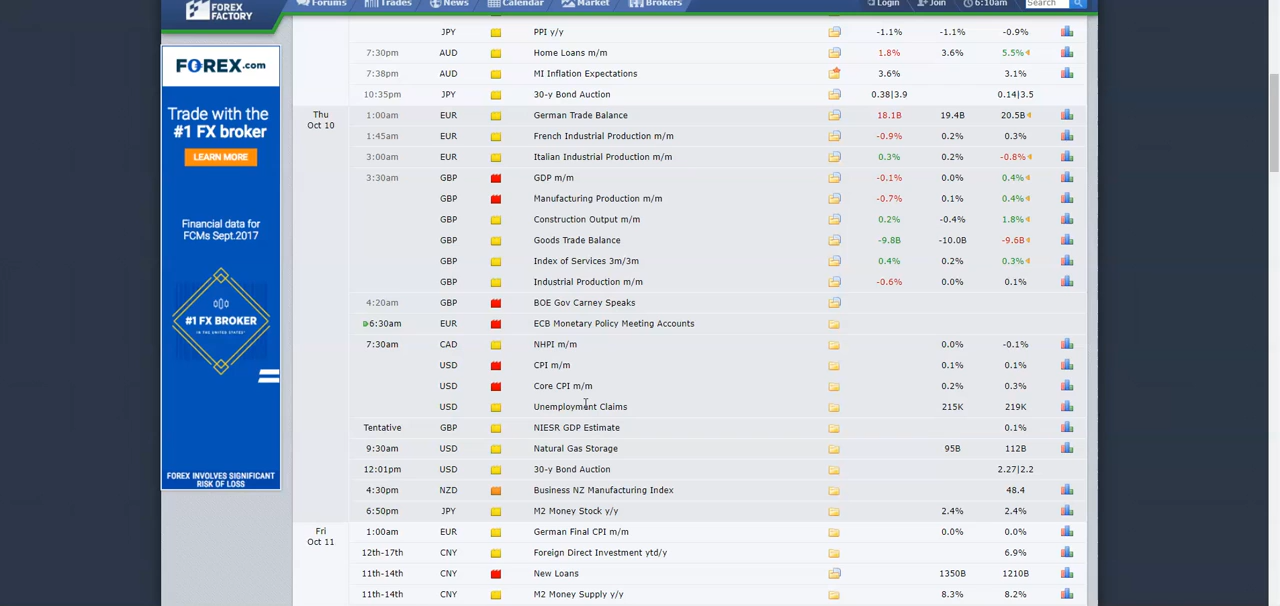 FOREX FACTORY
Forums Trades News Calendar Market Brokers Login Join 6:10am Search
FOREX.com
Trade with the
#1 FX broker
LEARN MORE
Financial data for
FCMs Sept.2017
#1 FX BROKER
IN THE UNITED STATES*
FOREX INVOLVES SIGNIFICANT
RISK OF LOSS
JPY PPI y/y -1.1% -1.1% -0.9%
7:30pm AUD Home Loans m/m 1.8% 3.6% 5.5%
7:38pm AUD MI Inflation Expectations 3.6% 3.1%
10:35pm JPY 30-y Bond Auction 0.38|3.9 0.14|3.5
Thu
Oct 10
1:00am EUR German Trade Balance 18.1B 19.4B 20.5B
1:45am EUR French Industrial Production m/m -0.9% 0.2% 0.3%
3:00am EUR Italian Industrial Production m/m 0.3% 0.2% -0.8%
3:30am GBP GDP m/m -0.1% 0.0% 0.4%
GBP Manufacturing Production m/m -0.7% 0.1% 0.4%
GBP Construction Output m/m 0.2% -0.4% 1.8%
GBP Goods Trade Balance -9.8B -10.0B -9.6B
GBP Index of Services 3m/3m 0.4% 0.2% 0.3%
GBP Industrial Production m/m -0.6% 0.0% 0.1%
4:20am GBP BOE Gov Carney Speaks
6:30am EUR ECB Monetary Policy Meeting Accounts
7:30am CAD NHPI m/m 0.0% -0.1%
USD CPI m/m 0.1% 0.1%
USD Core CPI m/m 0.2% 0.3%
USD Unemployment Claims 215K 219K
Tentative GBP NIESR GDP Estimate 0.1%
9:30am USD Natural Gas Storage 95B 112B
12:01pm USD 30-y Bond Auction 2.27|2.2
4:30pm NZD Business NZ Manufacturing Index 48.4
6:50pm JPY M2 Money Stock y/y 2.4% 2.4%
Fri
Oct 11
1:00am EUR German Final CPI m/m 0.0% 0.0%
12th-17th CNY Foreign Direct Investment ytd/y 6.9%
11th-14th CNY New Loans 1350B 1210B
11th-14th CNY M2 Money Supply y/y 8.3% 8.2%